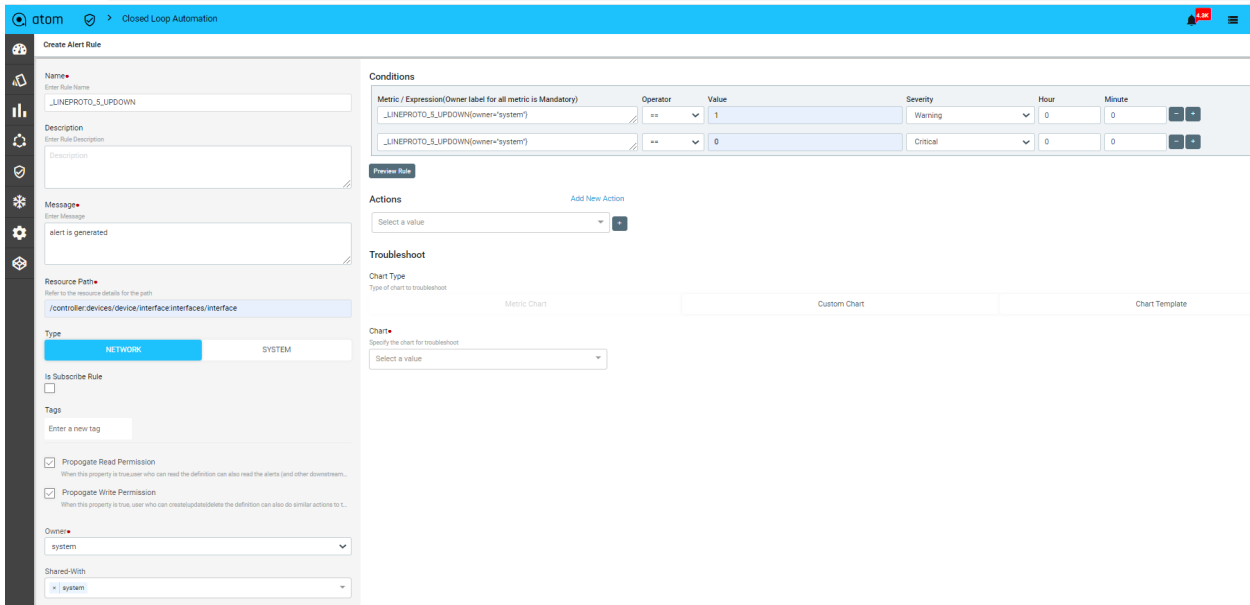 atom > Closed Loop Automation
4.3K
Create Alert Rule
Name
Enter Rule Name
_LINEPROTO_5_UPDOWN
Description
Enter Rule Description
Description
Message
Enter Message
alert is generated
Resource Path
Refer to the resource details for the path
/controller:devices/device/interface:interfaces/interface
Type
NETWORK SYSTEM
Is Subscribe Rule
Tags
Enter a new tag
Propogate Read Permission
When this property is true,user who can read the definition can also read the alerts (and other downstream...
Propogate Write Permission
When this property is true, user who can create|update|delete the definition can also do similar actions to t...
Owner
system
Shared-With
× system
Conditions
Metric / Expression(Owner label for all metric is Mandatory) Operator Value Severity Hour Minute
_LINEPROTO_5_UPDOWN{owner="system"} == 1 Warning 0 0 − +
_LINEPROTO_5_UPDOWN{owner="system"} == 0 Critical 0 0 − +
Preview Rule
Actions Add New Action
Select a value +
Troubleshoot
Chart Type
Type of chart to troubleshoot
Metric Chart Custom Chart Chart Template
Chart
Specify the chart for troubleshoot
Select a value